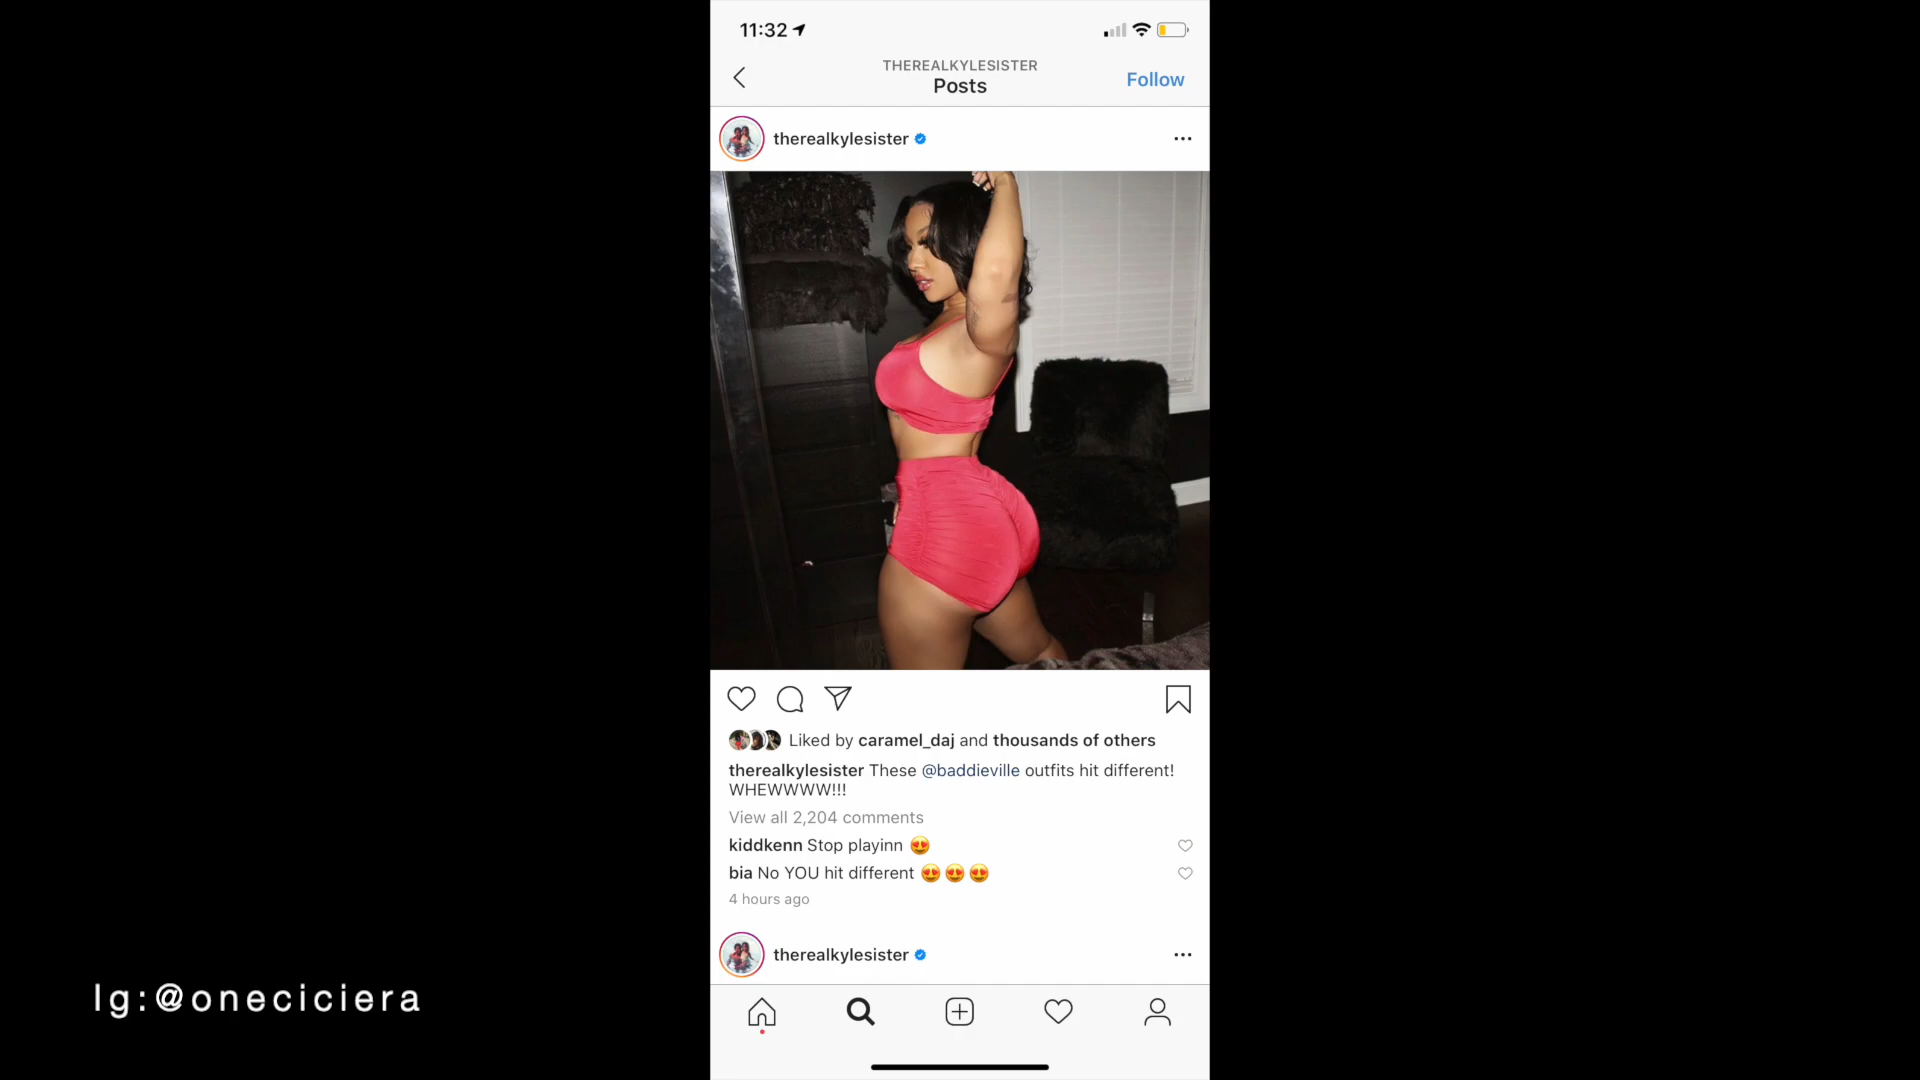 11:32
THEREALKYLESISTER
Posts
Follow
therealkylesister
Liked by caramel_daj and thousands of others
therealkylesister These @baddieville outfits hit different!
WHEWWWW!!!
View all 2,204 comments
kiddkenn Stop playinn 😍
bia No YOU hit different 😍😍😍
4 hours ago
therealkylesister
Ig:@oneciciera